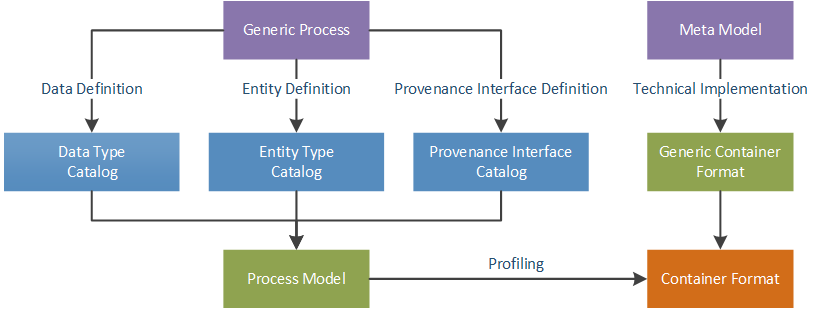 Generic Process
Meta Model
Data Definition
Entity Definition
Provenance Interface Definition
Technical Implementation
Data Type
Catalog
Entity Type
Catalog
Provenance Interface
Catalog
Generic Container
Format
Process Model
Profiling
Container Format